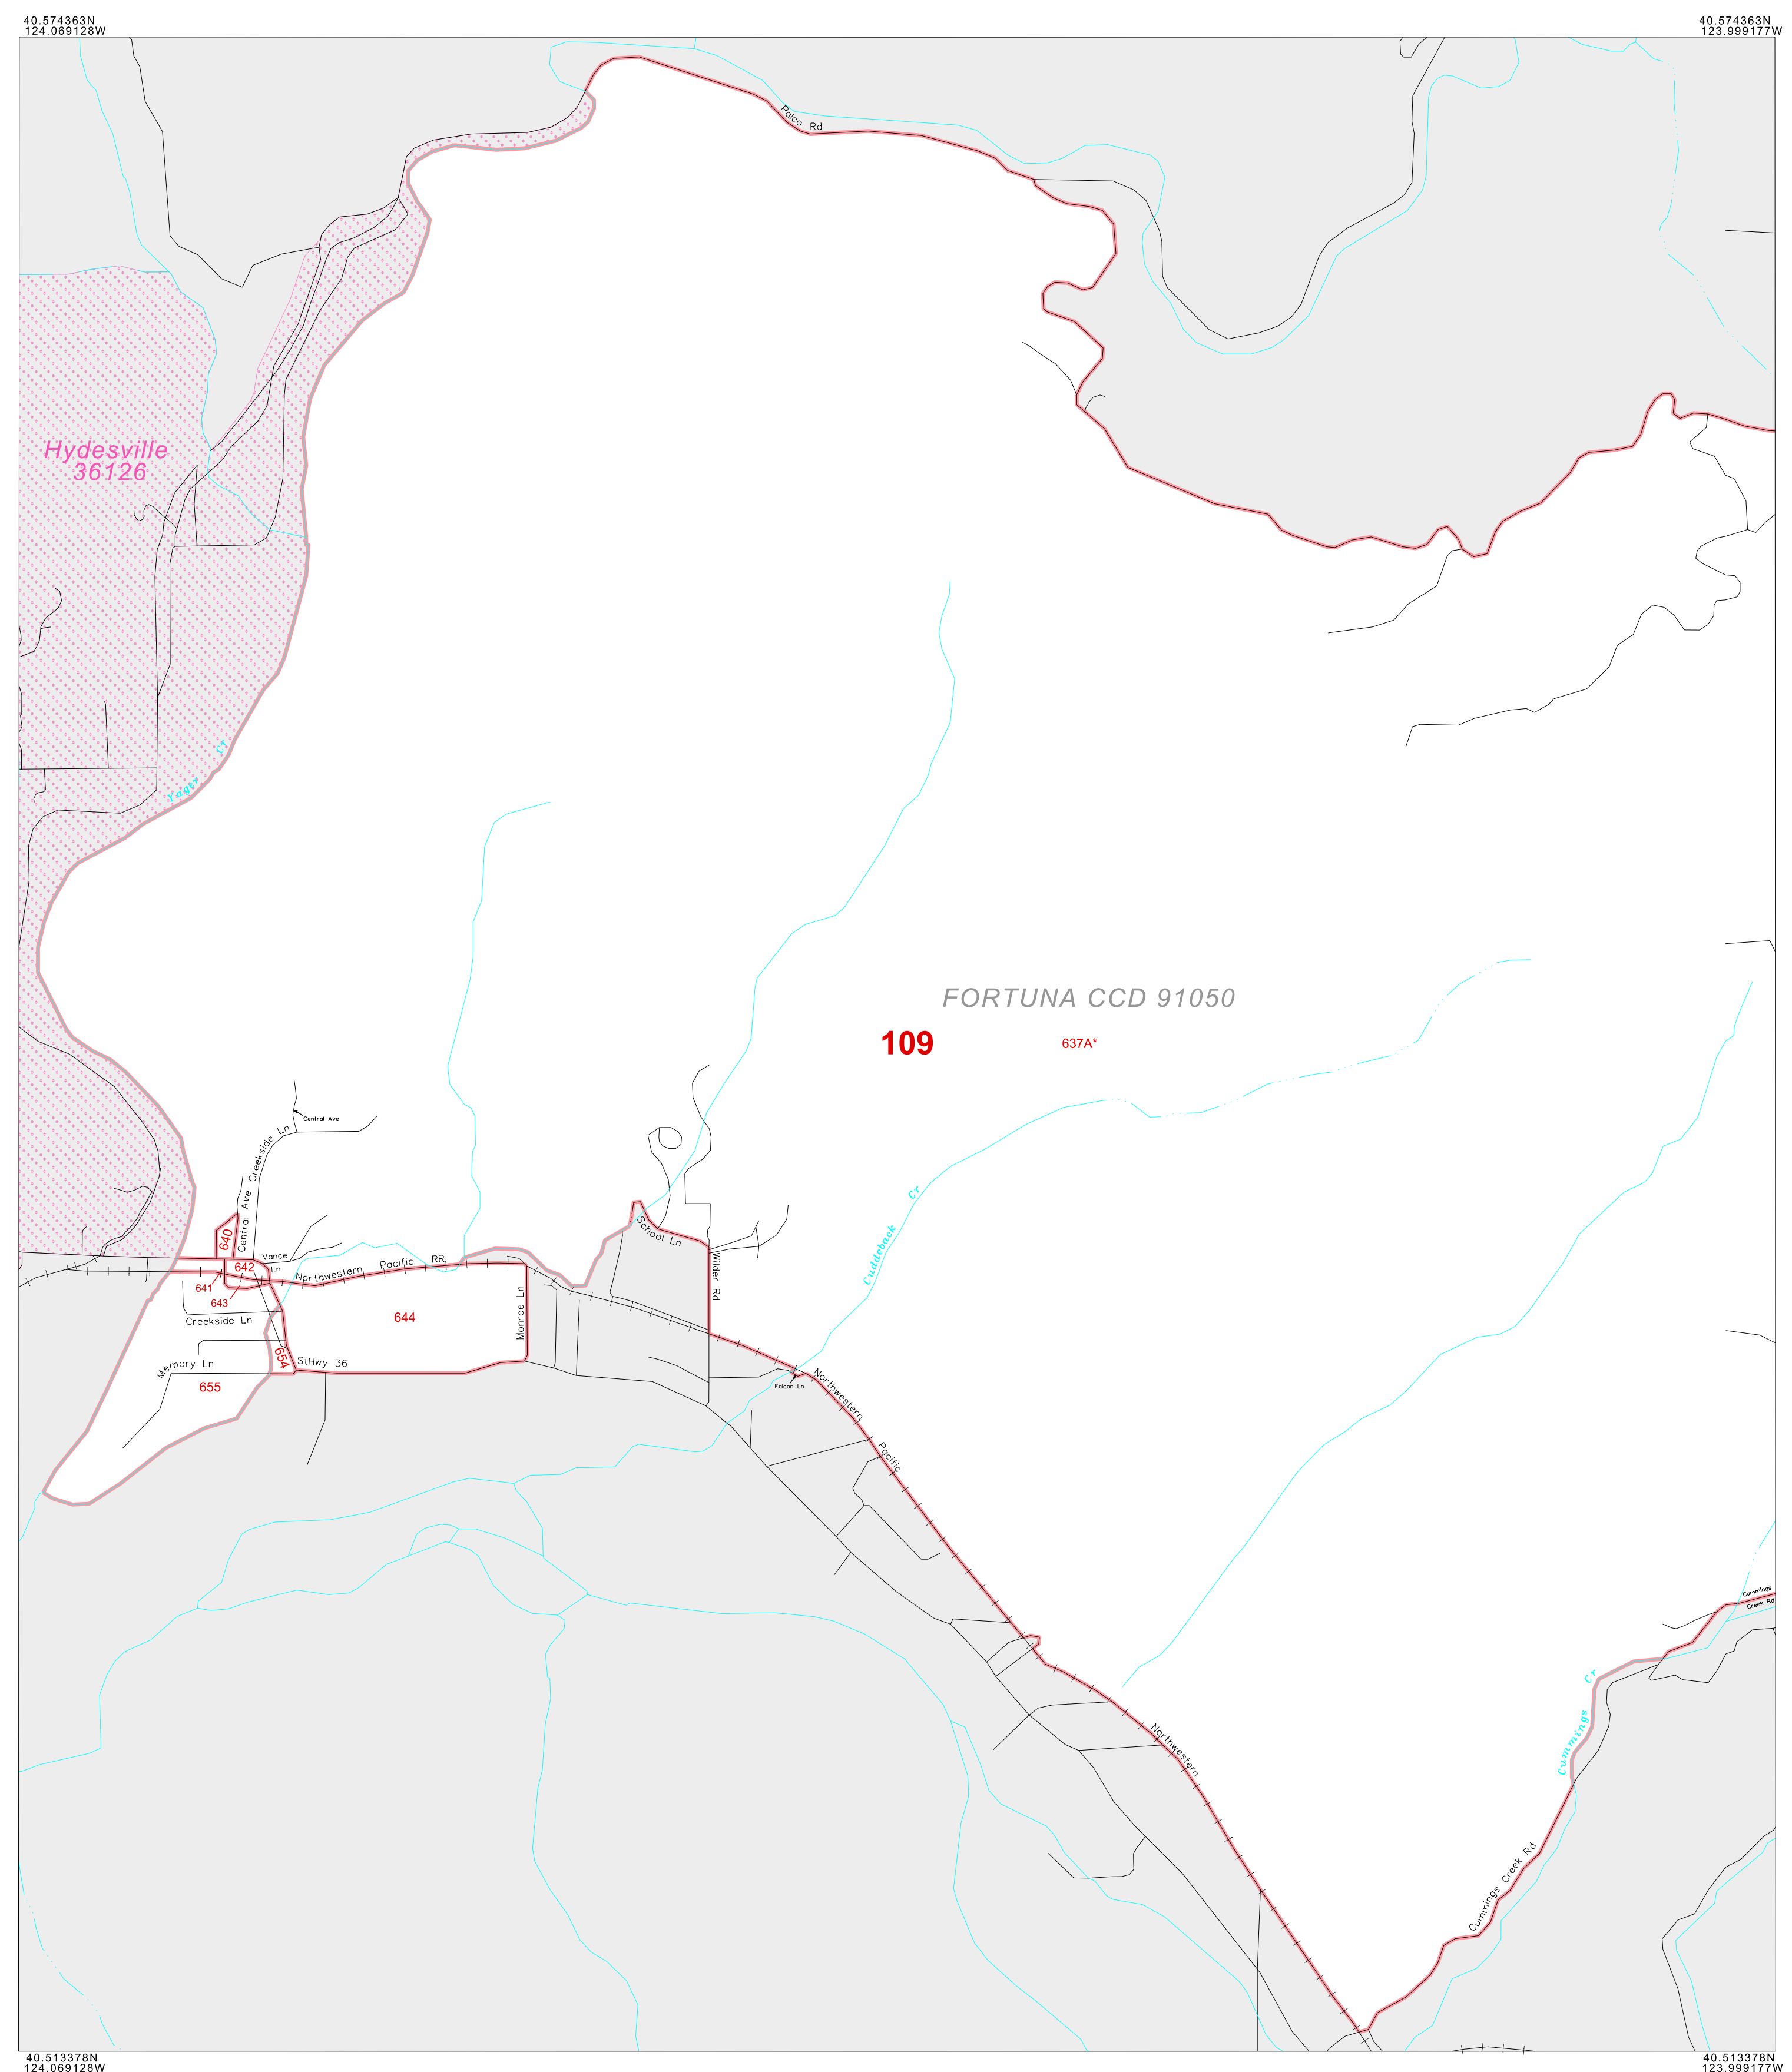 40.574363N
124.069128W
40.574363N
123.999177W
Palco Rd
Hydesville
36126
Yager Cr
FORTUNA CCD 91050
109
637A*
Central Ave
Creekside Ln
Central Ave
640
Vance
Ln
642
641
643
Northwestern Pacific RR
School Ln
Wilder Rd
Cudeback Cr
Creekside Ln
644
Monroe Ln
654
StHwy 36
Memory Ln
655
Falcon Ln
Northwestern
Pacific
Cummings
Creek Rd
Cummings Cr
Northwestern
Cummings Creek Rd
40.513378N
124.069128W
40.513378N
123.999177W